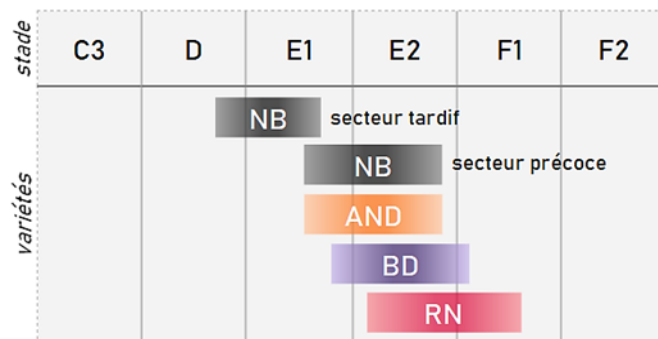 stade
C3 D E1 E2 F1 F2
variétés
NB secteur tardif
NB secteur précoce
AND
BD
RN